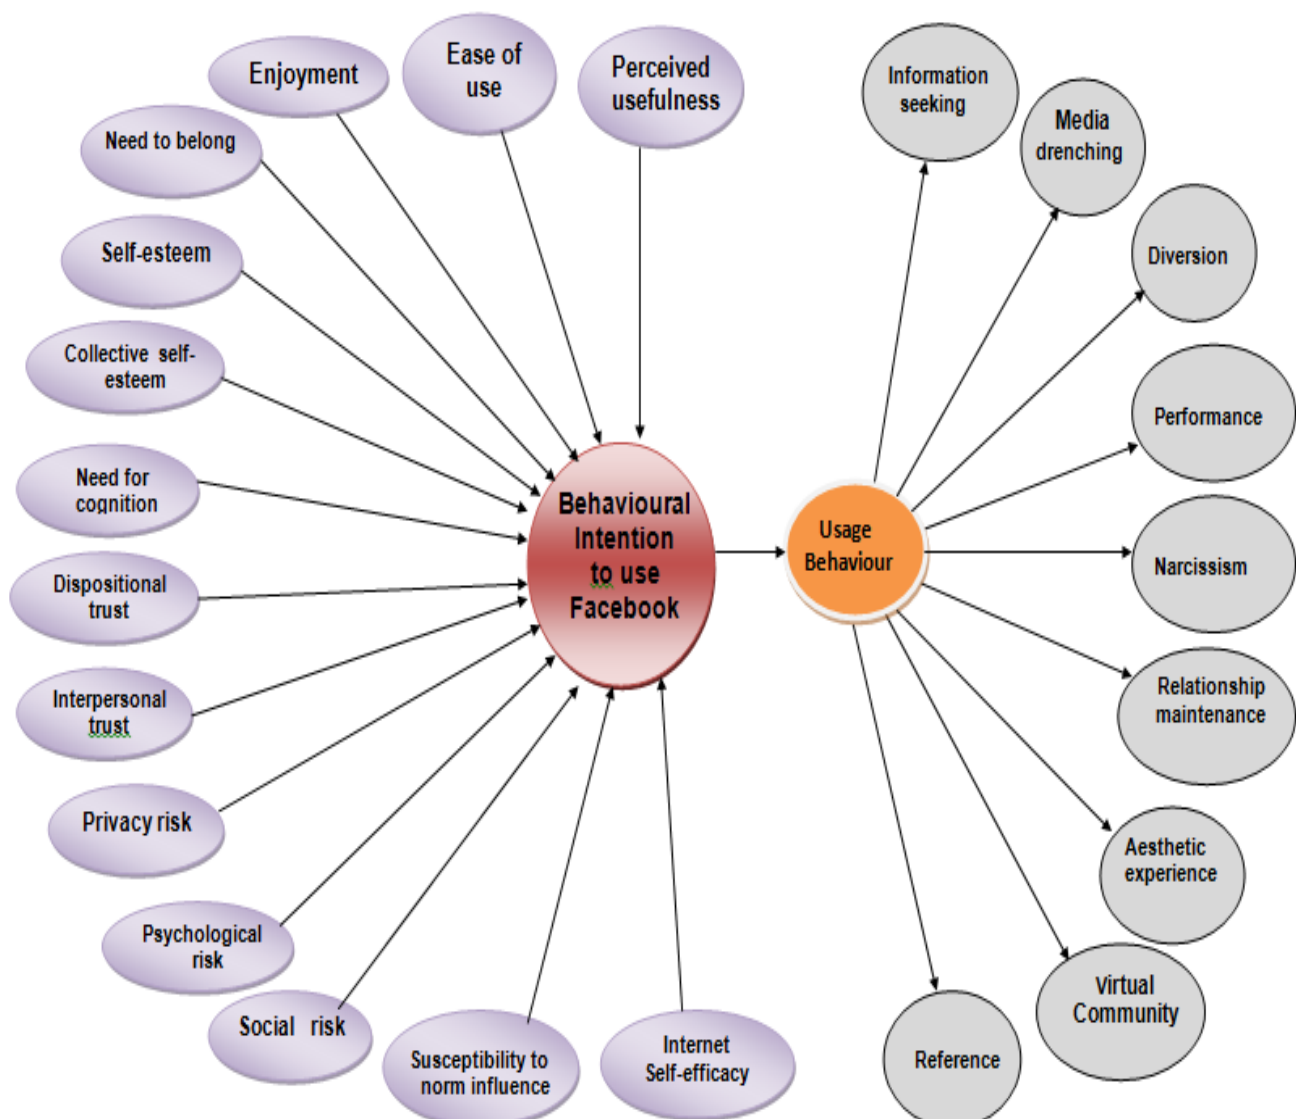 Enjoyment
Ease of
use
Perceived
usefulness
Information
seeking
Media
drenching
Need to belong
Self-esteem
Diversion
Collective self-
esteem
Performance
Need for
cognition
Behavioural
Intention
to use
Facebook
Usage
Behaviour
Narcissism
Dispositional
trust
Interpersonal
trust
Relationship
maintenance
Privacy risk
Aesthetic
experience
Psychological
risk
Social risk
Virtual
Community
Susceptibility to
norm influence
Internet
Self-efficacy
Reference